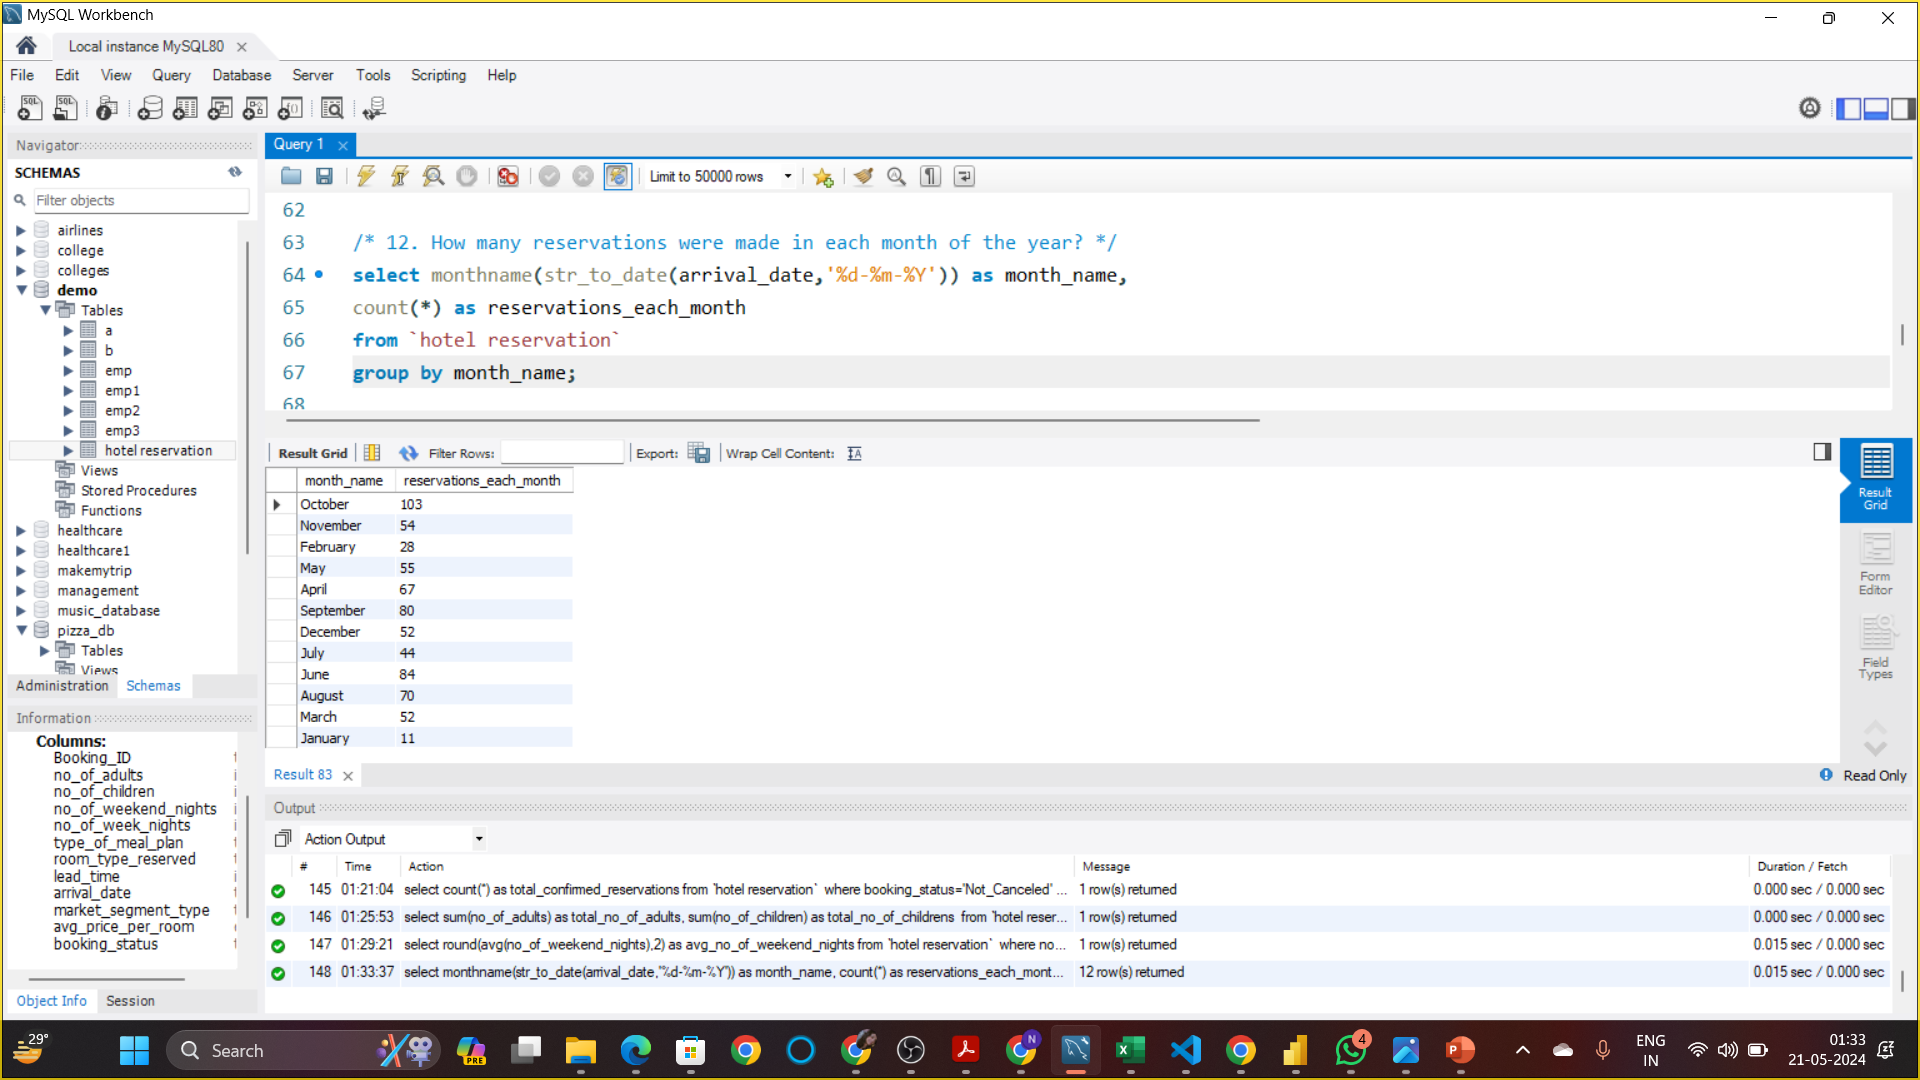 MySQL Workbench
Local instance MySQL80
File Edit View Query Database Server Tools Scripting Help
Navigator
SCHEMAS
Filter objects
airlines
college
colleges
demo
Tables
a
b
emp
emp1
emp2
emp3
hotel reservation
Views
Stored Procedures
Functions
healthcare
healthcare1
makemytrip
management
music_database
pizza_db
Tables
Views
Administration Schemas
Information
Columns:
Booking_ID
no_of_adults
no_of_children
no_of_weekend_nights
no_of_week_nights
type_of_meal_plan
room_type_reserved
lead_time
arrival_date
market_segment_type
avg_price_per_room
booking_status
Object Info Session
Query 1
Limit to 50000 rows
62
63 /* 12. How many reservations were made in each month of the year? */
64 select monthname(str_to_date(arrival_date,'%d-%m-%Y')) as month_name,
65 count(*) as reservations_each_month
66 from `hotel reservation`
67 group by month_name;
68
Result Grid Filter Rows: Export: Wrap Cell Content:
month_name reservations_each_month
October 103
November 54
February 28
May 55
April 67
September 80
December 52
July 44
June 84
August 70
March 52
January 11
Result Grid
Form Editor
Field Types
Result 83
Read Only
Output
Action Output
# Time Action Message Duration / Fetch
145 01:21:04 select count(*) as total_confirmed_reservations from `hotel reservation` where booking_status='Not_Canceled' ... 1 row(s) returned 0.000 sec / 0.000 sec
146 01:25:53 select sum(no_of_adults) as total_no_of_adults, sum(no_of_children) as total_no_of_childrens from `hotel reser... 1 row(s) returned 0.000 sec / 0.000 sec
147 01:29:21 select round(avg(no_of_weekend_nights),2) as avg_no_of_weekend_nights from `hotel reservation` where no... 1 row(s) returned 0.015 sec / 0.000 sec
148 01:33:37 select monthname(str_to_date(arrival_date,'%d-%m-%Y')) as month_name, count(*) as reservations_each_mont... 12 row(s) returned 0.015 sec / 0.000 sec
29° Search PRE N 4 ENG IN 01:33 21-05-2024